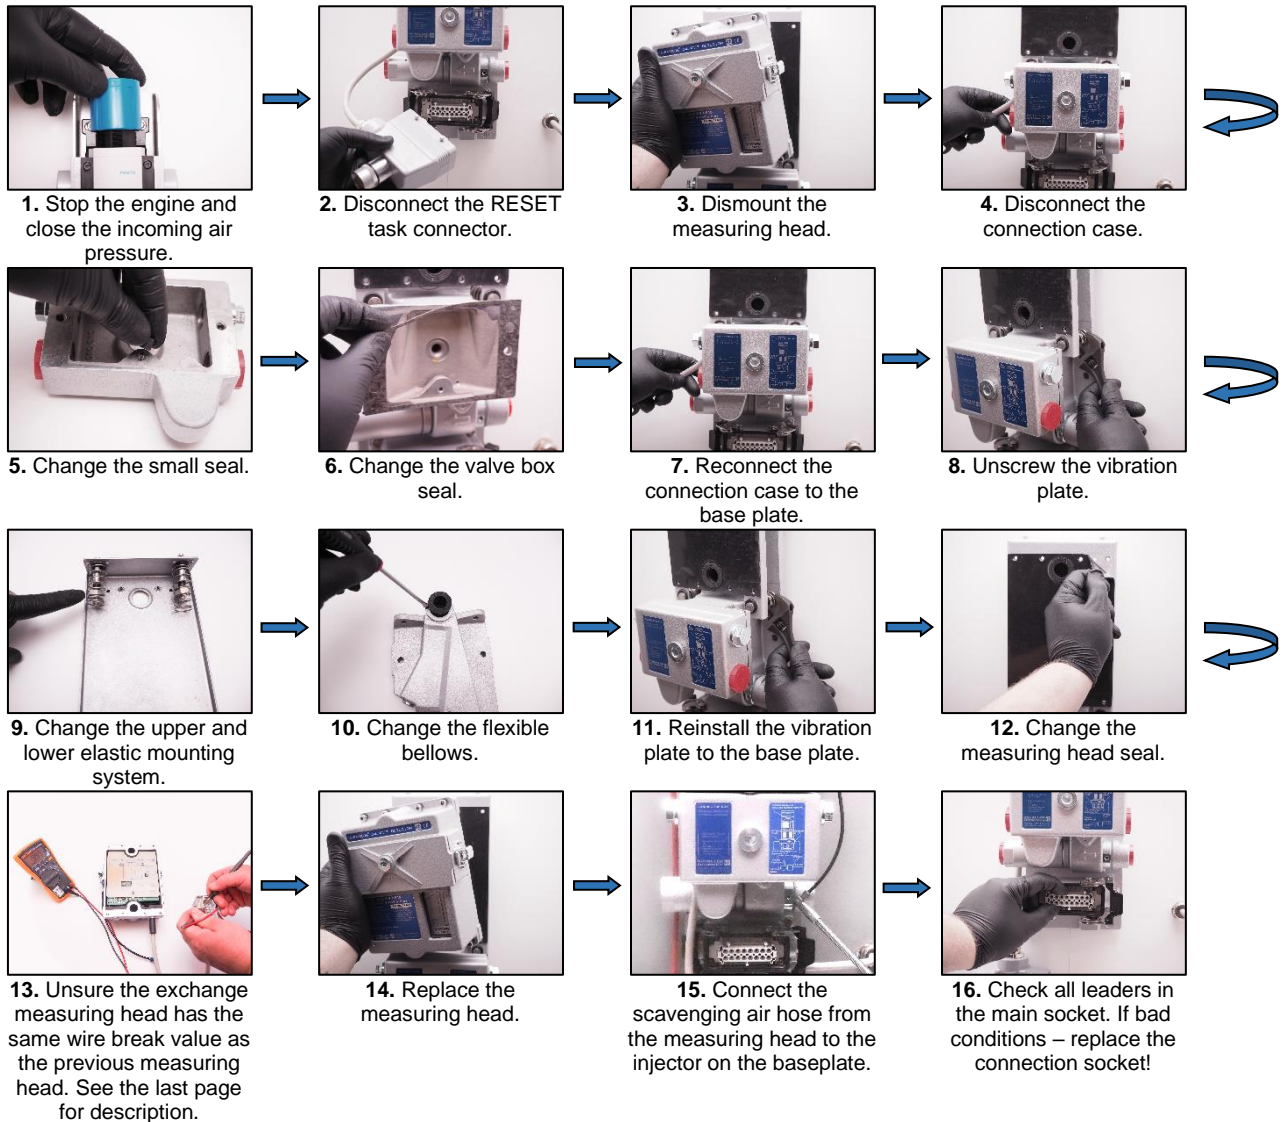 1. Stop the engine and
close the incoming air
pressure.
2. Disconnect the RESET
task connector.
3. Dismount the
measuring head.
4. Disconnect the
connection case.
5. Change the small seal.
6. Change the valve box
seal.
7. Reconnect the
connection case to the
base plate.
8. Unscrew the vibration
plate.
9. Change the upper and
lower elastic mounting
system.
10. Change the flexible
bellows.
11. Reinstall the vibration
plate to the base plate.
12. Change the
measuring head seal.
13. Unsure the exchange
measuring head has the
same wire break value as
the previous measuring
head. See the last page
for description.
14. Replace the
measuring head.
15. Connect the
scavenging air hose from
the measuring head to the
injector on the baseplate.
16. Check all leaders in
the main socket. If bad
conditions – replace the
connection socket!